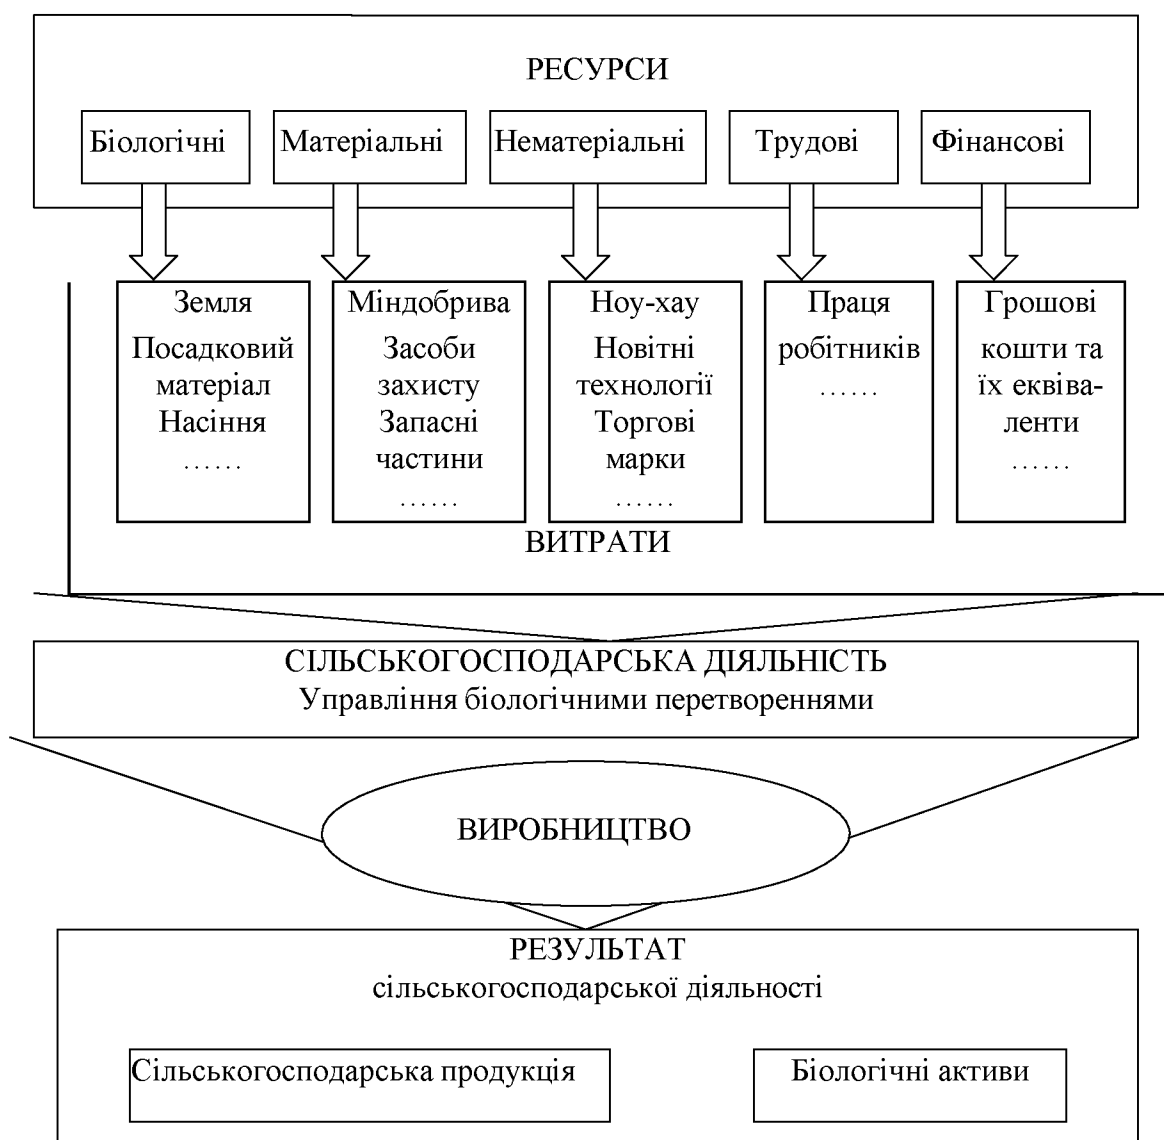 РЕСУРСИ
Біологічні
Матеріальні
Нематеріальні
Трудові
Фінансові
Земля
Посадковий
матеріал
Насіння
……
Міндобрива
Засоби
захисту
Запасні
частини
……
Ноу-хау
Новітні
технології
Торгові
марки
……
Праця
робітників
……
Грошові
кошти та
їх еквіва-
ленти
……
ВИТРАТИ
СІЛЬСЬКОГОСПОДАРСЬКА ДІЯЛЬНІСТЬ
Управління біологічними перетвореннями
ВИРОБНИЦТВО
РЕЗУЛЬТАТ
сільськогосподарської діяльності
Сільськогосподарська продукція
Біологічні активи